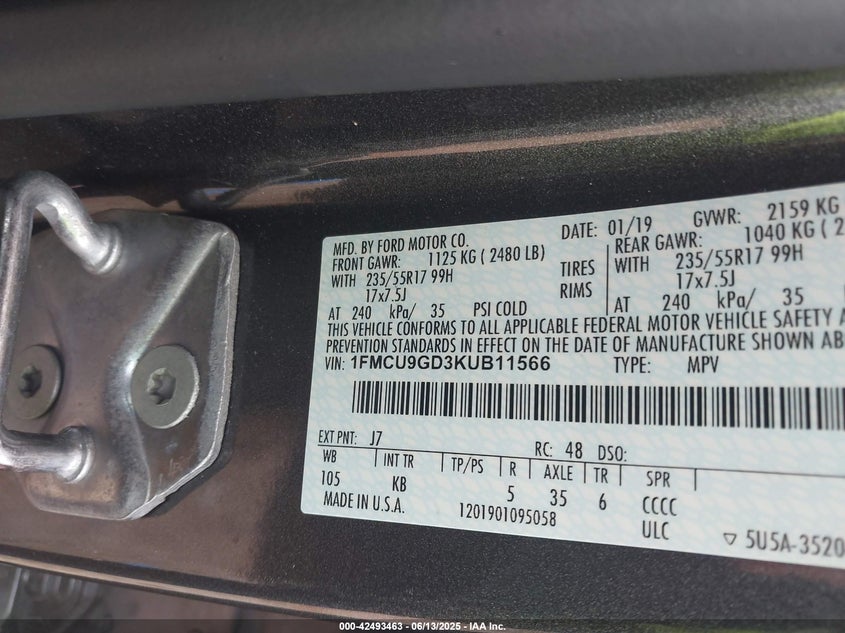 MFD. BY FORD MOTOR CO. DATE: 01/19 GVWR: 2159 KG
FRONT GAWR: 1125 KG ( 2480 LB) REAR GAWR: 1040 KG ( 2
WITH 235/55R17 99H TIRES WITH 235/55R17 99H
17x7.5J RIMS 17x7.5J
AT 240 kPa/ 35 PSI COLD AT 240 kPa/ 35
THIS VEHICLE CONFORMS TO ALL APPLICABLE FEDERAL MOTOR VEHICLE SAFETY A
PREVENTION STANDARDS IN EFFECT ON THE DATE OF MANUFACTURE SHOWN AB
VIN: 1FMCU9GD3KUB11566 TYPE: MPV
EXT PNT: J7 RC: 48 DSO:
WB INT TR TP/PS R AXLE TR SPR
105 KB 5 35 6 CCCC
MADE IN U.S.A. 1201901095058 ULC ▽ 5U5A-3520
000-42493463 - 06/13/2025 - IAA Inc.